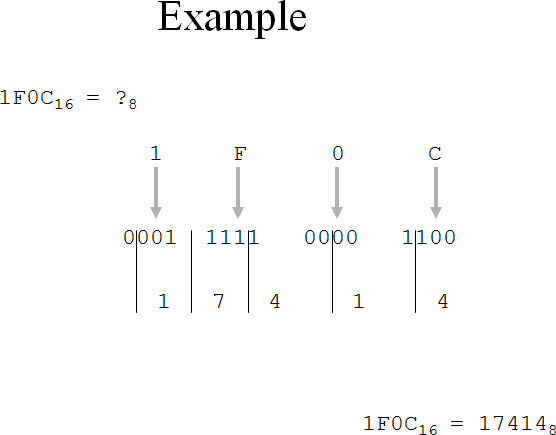 Example
1F0C₁₆ = ?₈
1 F 0 C
0001 1111 0000 1100
1 7 4 1 4
1F0C₁₆ = 17414₈